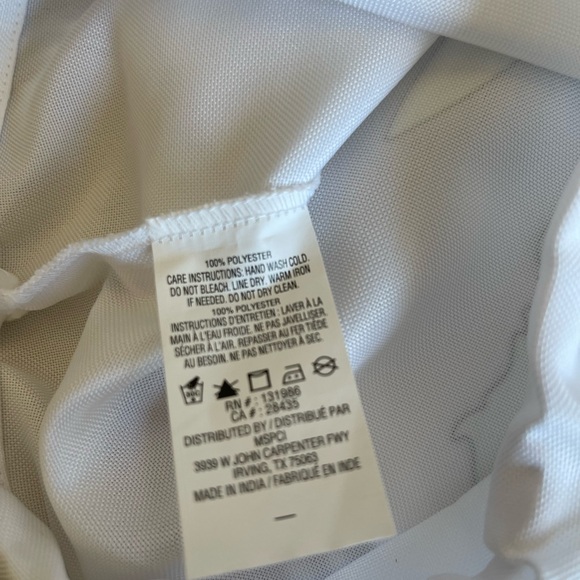 100% POLYESTER
CARE INSTRUCTIONS: HAND WASH COLD.
DO NOT BLEACH. LINE DRY. WARM IRON
IF NEEDED. DO NOT DRY CLEAN.
100% POLYESTER
INSTRUCTIONS D'ENTRETIEN : LAVER À LA
MAIN À L'EAU FROIDE. NE PAS JAVELLISER.
SÉCHER À L'AIR. REPASSER AU FER TIÈDE
AU BESOIN. NE PAS NETTOYER À SEC.
RN # : 131986
CA # : 28435
DISTRIBUTED BY / DISTRIBUÉ PAR
MSPCI
3939 W JOHN CARPENTER FWY
IRVING, TX 75063
MADE IN INDIA / FABRIQUÉ EN INDE